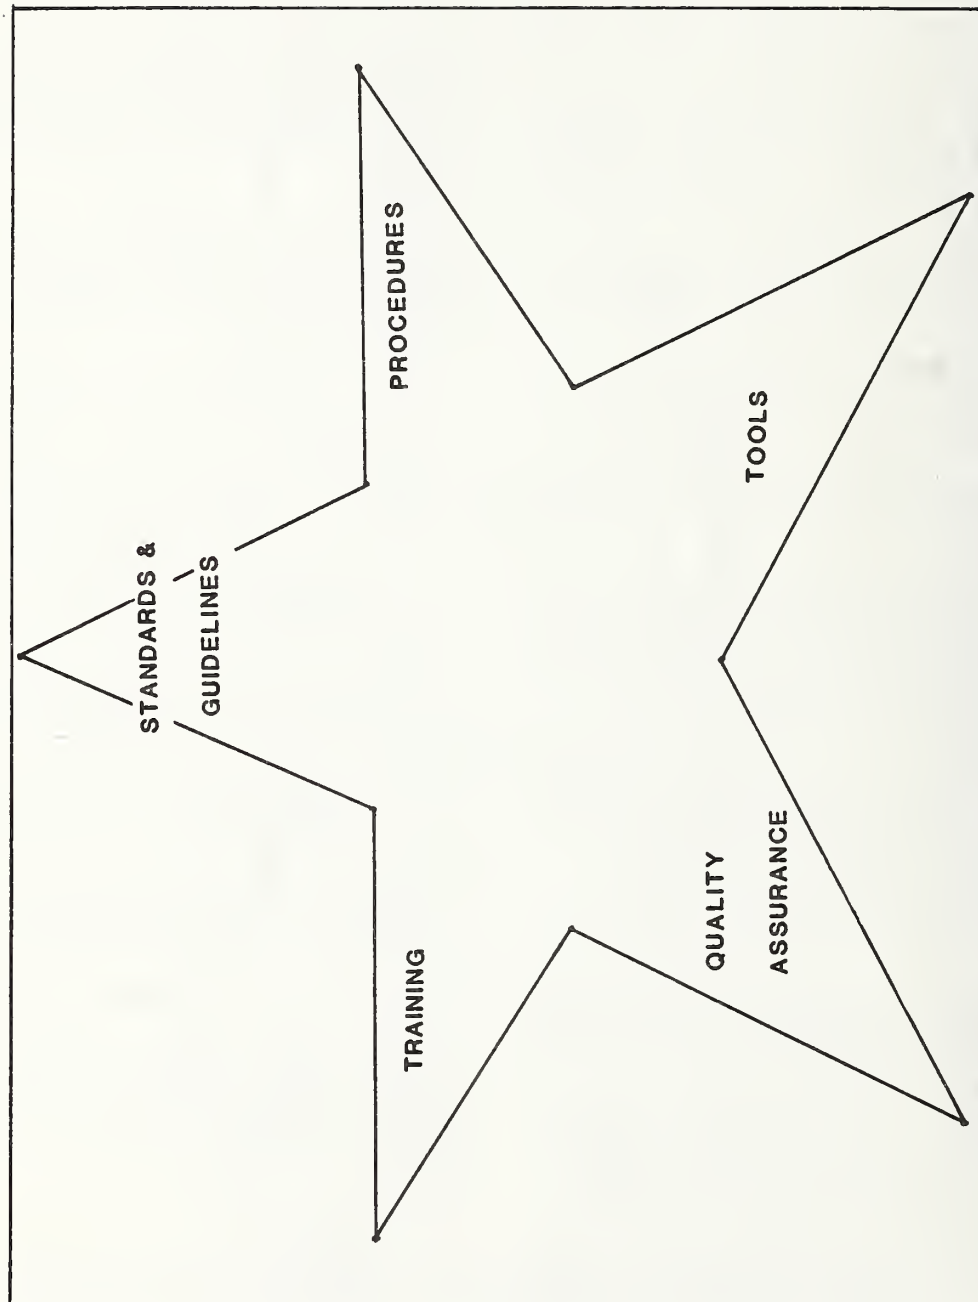 STANDARDS &
GUIDELINES
TRAINING
PROCEDURES
QUALITY
ASSURANCE
TOOLS